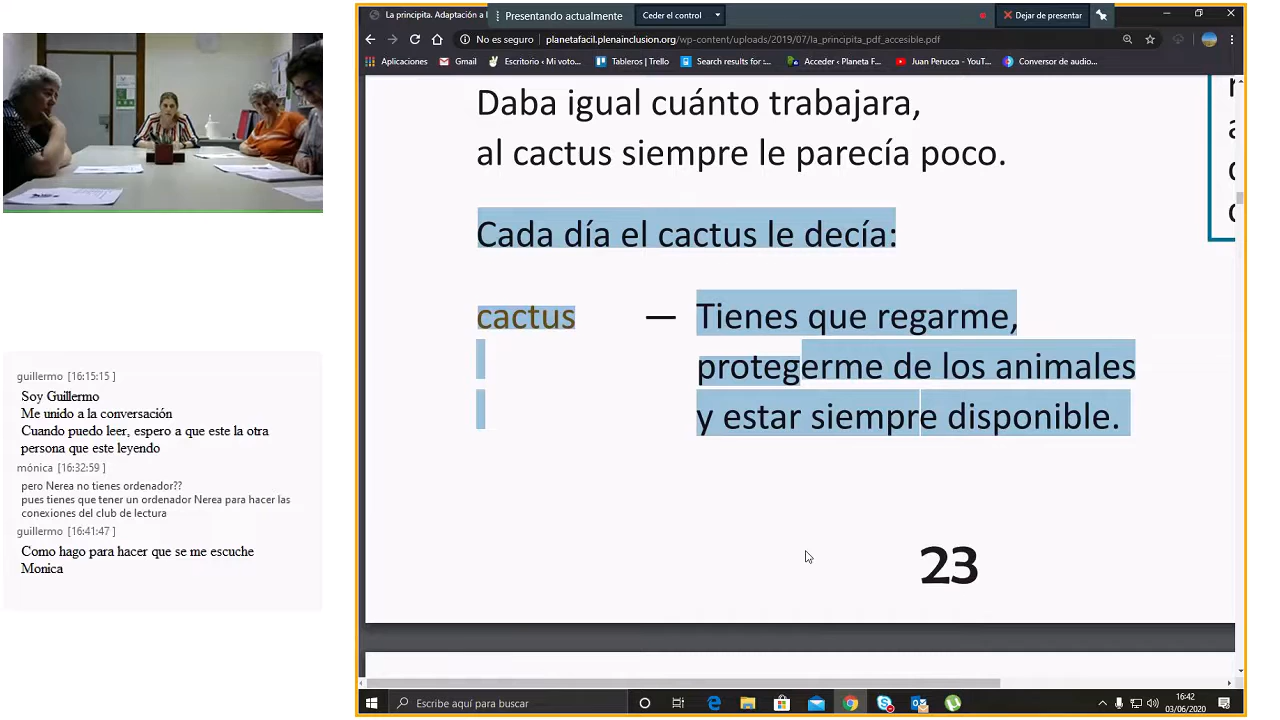 guillermo [16:15:15]
Soy Guillermo
Me unido a la conversación
Cuando puedo leer, espero a que este la otra
persona que este leyendo
mónica [16:32:59]
pero Nerea no tienes ordenador??
pues tienes que tener un ordenador Nerea para hacer las
conexiones del club de lectura
guillermo [16:41:47]
Como hago para hacer que se me escuche
Monica
La principita. Adaptación a l
Presentando actualmente
Ceder el control
Dejar de presentar
No es seguro
planetafacil.plenainclusion.org/wp-content/uploads/2019/07/la_principita_pdf_accesible.pdf
Aplicaciones
Gmail
Escritorio ‹ Mi voto...
Tableros | Trello
Search results for:...
Acceder ‹ Planeta F...
Juan Perucca - YouT...
Conversor de audio...
Daba igual cuánto trabajara,
al cactus siempre le parecía poco.
Cada día el cactus le decía:
cactus — Tienes que regarme,
protegerme de los animales
y estar siempre disponible.
23
Escribe aquí para buscar
16:42
03/06/2020